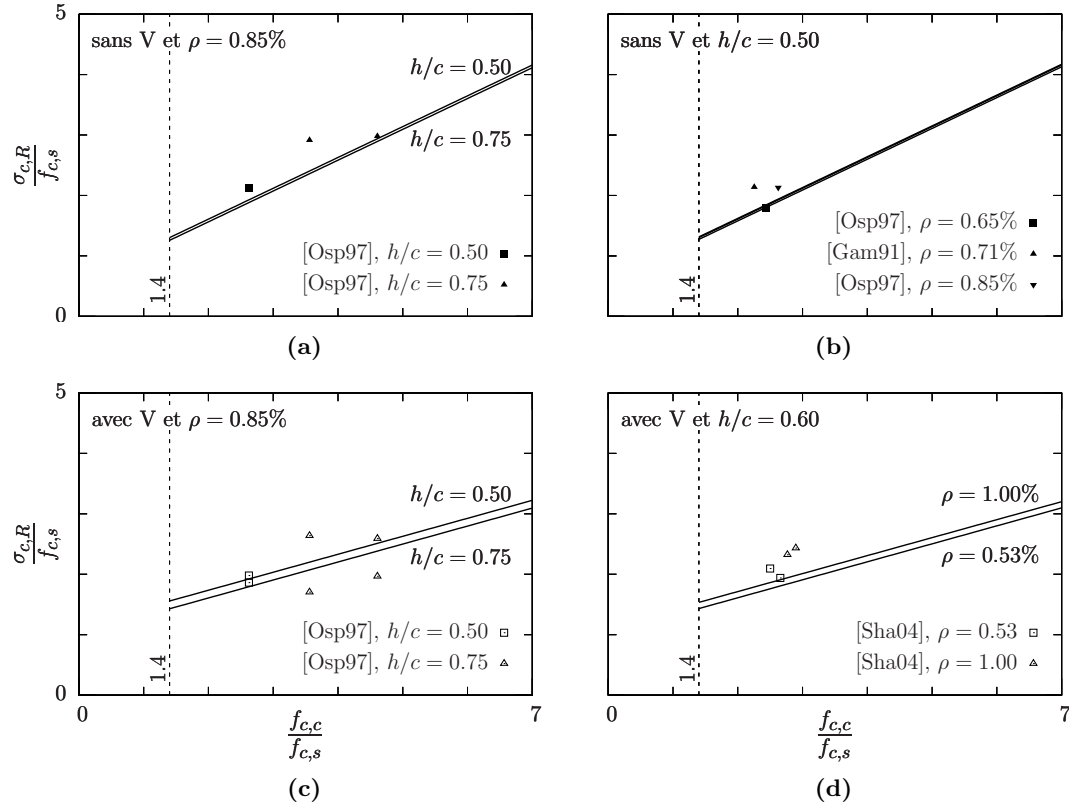 5
sans V et ρ = 0.85%
h/c = 0.50
h/c = 0.75
σc,R
fc,s
[Osp97], h/c = 0.50
[Osp97], h/c = 0.75
1.4
0
(a)
sans V et h/c = 0.50
[Osp97], ρ = 0.65%
[Gam91], ρ = 0.71%
[Osp97], ρ = 0.85%
1.4
(b)
5
avec V et ρ = 0.85%
h/c = 0.50
h/c = 0.75
σc,R
fc,s
[Osp97], h/c = 0.50
[Osp97], h/c = 0.75
1.4
0
0
7
fc,c
fc,s
(c)
avec V et h/c = 0.60
ρ = 1.00%
ρ = 0.53%
[Sha04], ρ = 0.53
[Sha04], ρ = 1.00
1.4
0
7
fc,c
fc,s
(d)